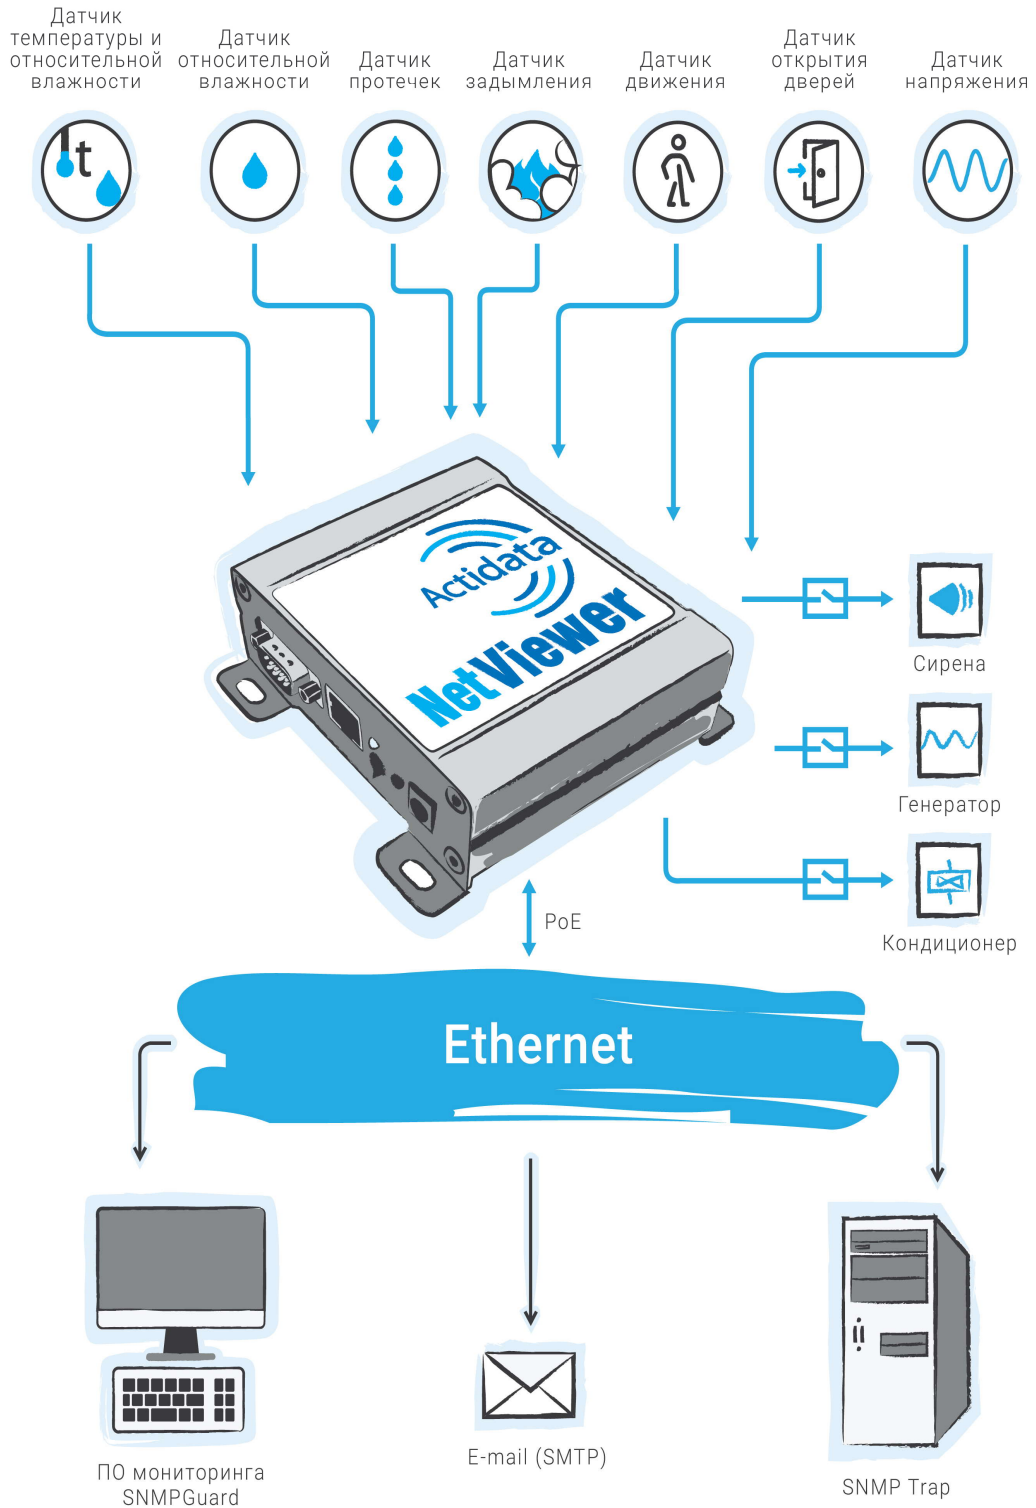 Датчик
температуры и
относительной
влажности
Датчик
относительной
влажности
Датчик
протечек
Датчик
задымления
Датчик
движения
Датчик
открытия
дверей
Датчик
напряжения
t
Actidata
NetViewer
Сирена
Генератор
Кондиционер
PoE
Ethernet
ПО мониторинга
SNMPGuard
E-mail (SMTP)
SNMP Trap